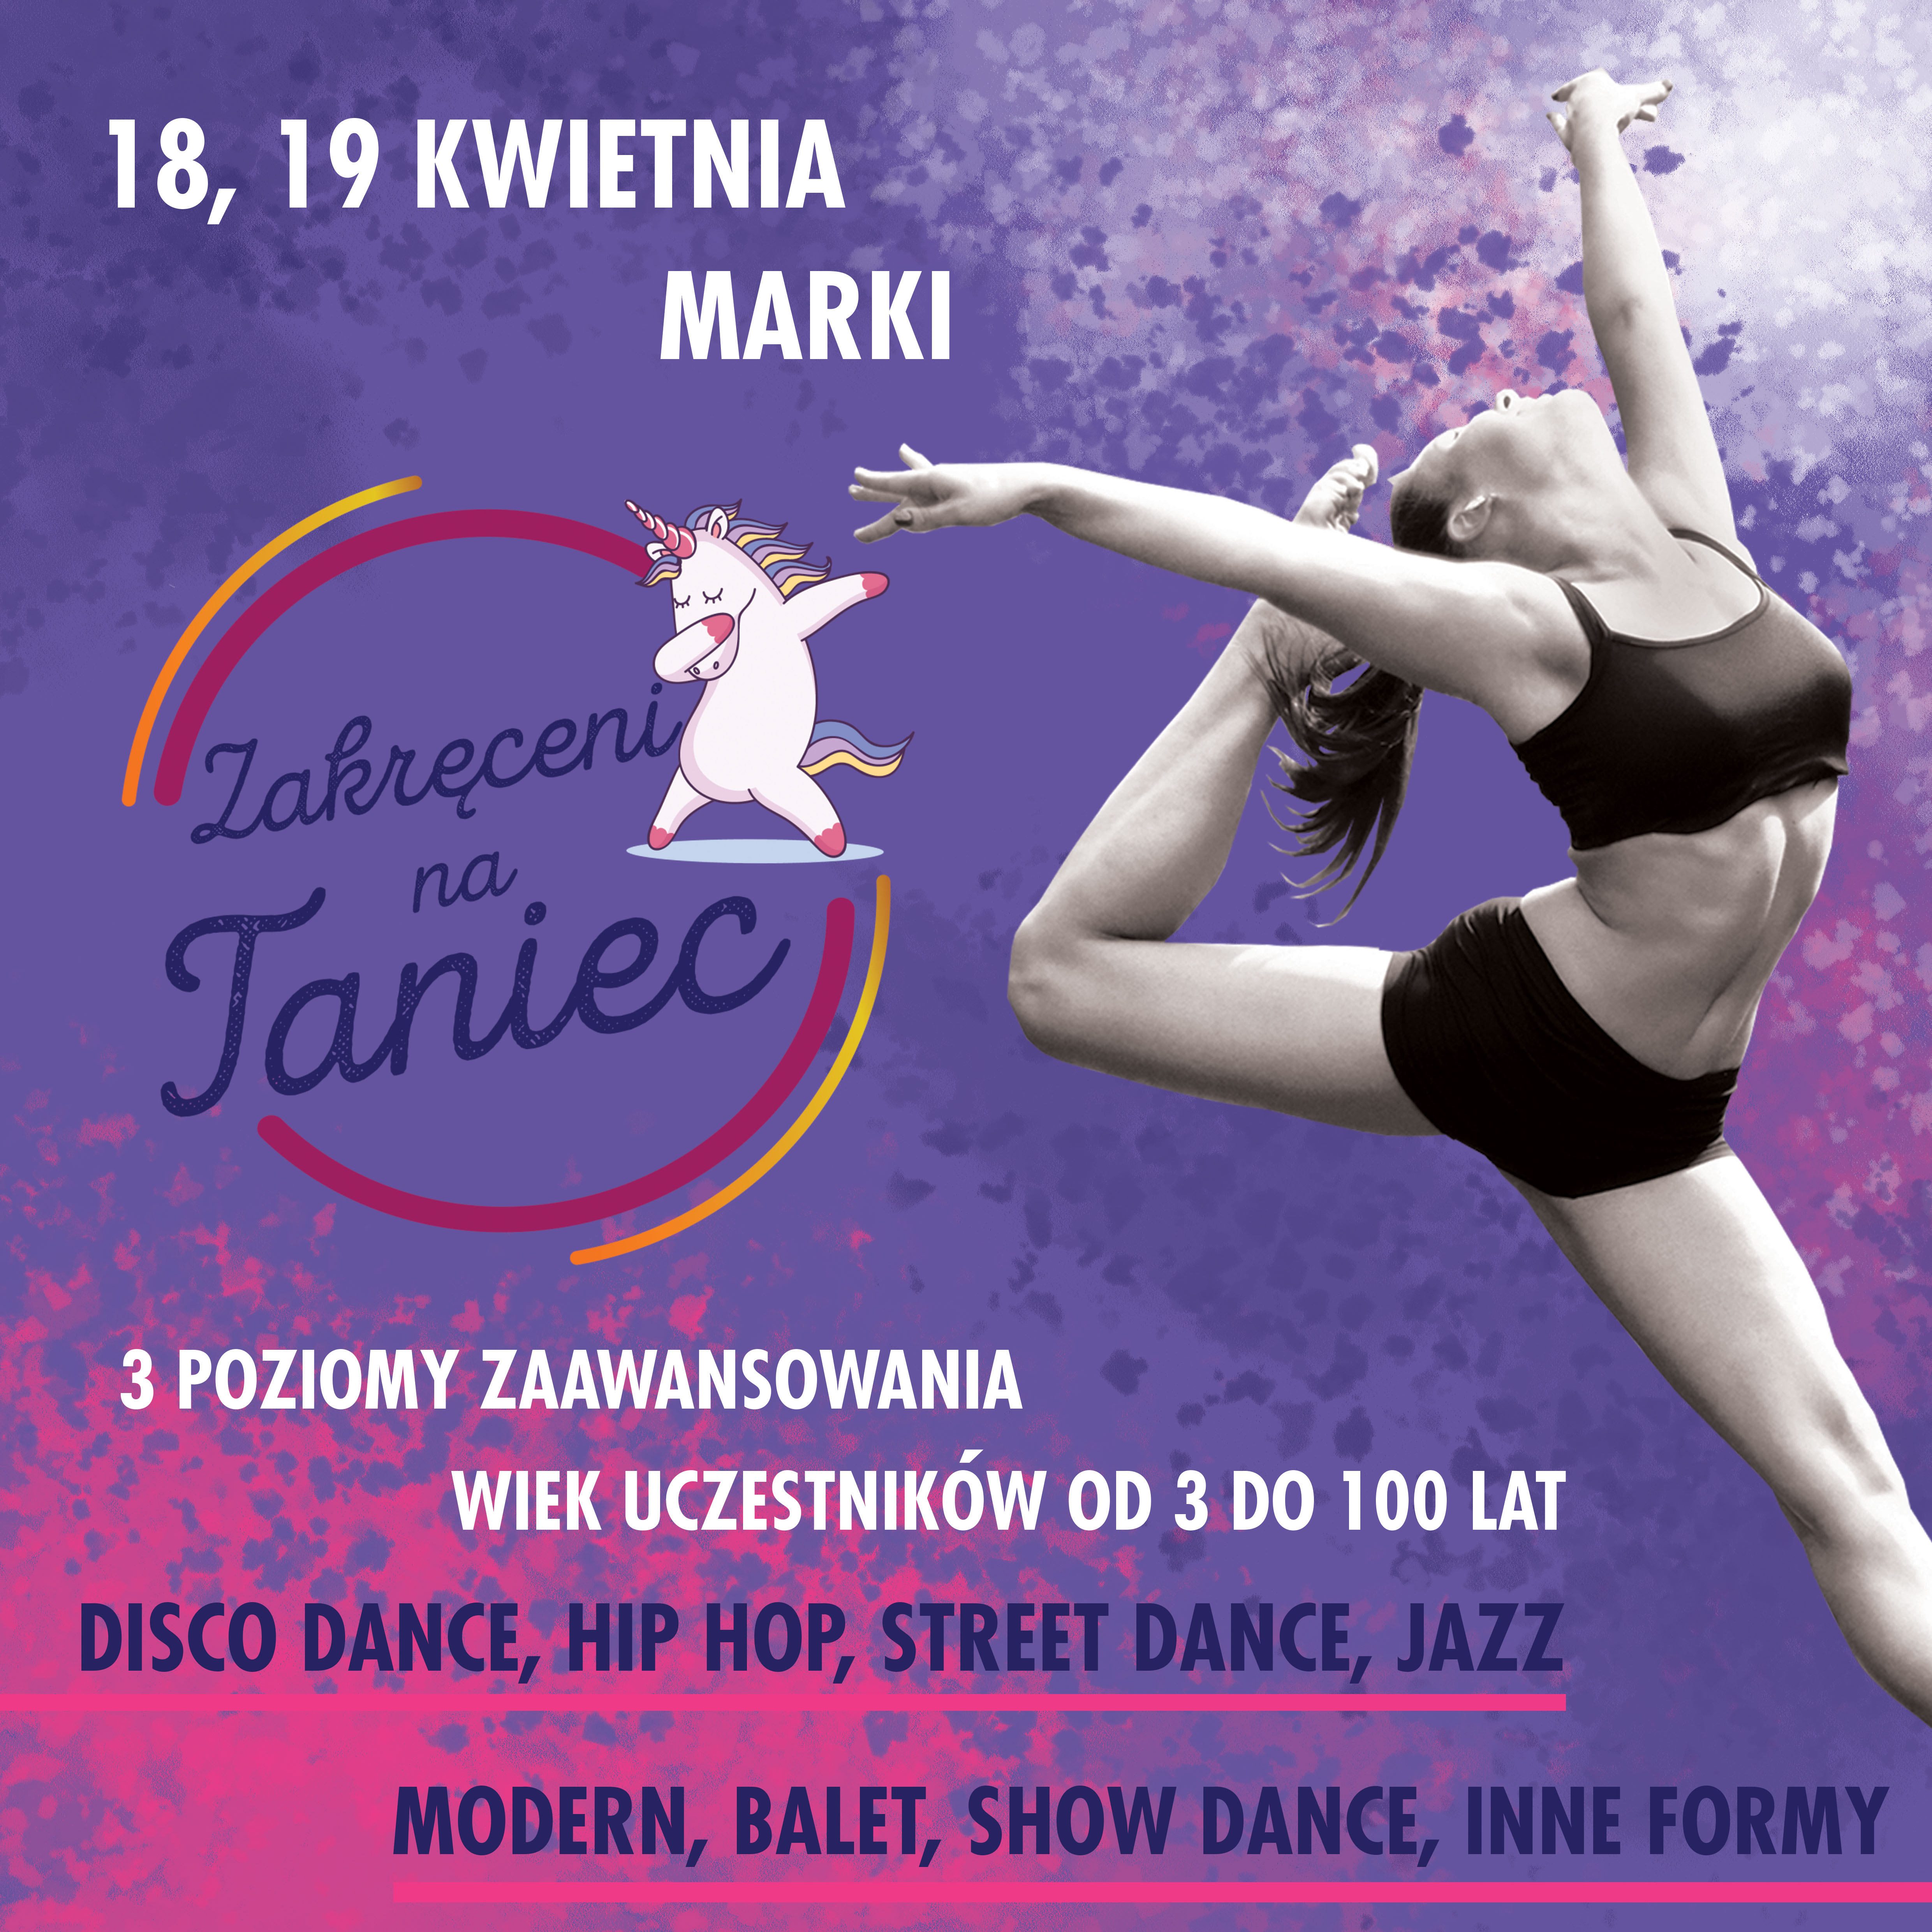 18, 19 KWIETNIA
MARKI
Zakręceni
na
Taniec
3 POZIOMY ZAAWANSOWANIA
WIEK UCZESTNIKÓW OD 3 DO 100 LAT
DISCO DANCE, HIP HOP, STREET DANCE, JAZZ
MODERN, BALET, SHOW DANCE, INNE FORMY